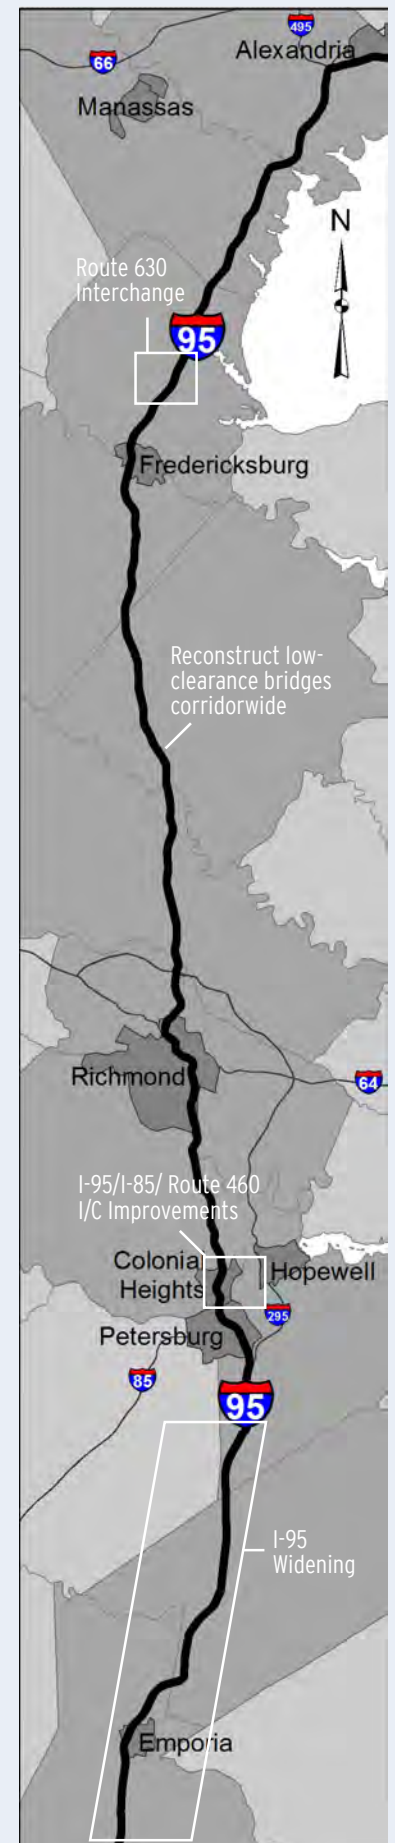 495
Alexandria
66
Manassas
N
Route 630
Interchange
95
Fredericksburg
Reconstruct low-
clearance bridges
corridorwide
Richmond
64
I-95/I-85/ Route 460
I/C Improvements
Colonial
Heights
Hopewell
295
Petersburg
85
95
I-95
Widening
Emporia